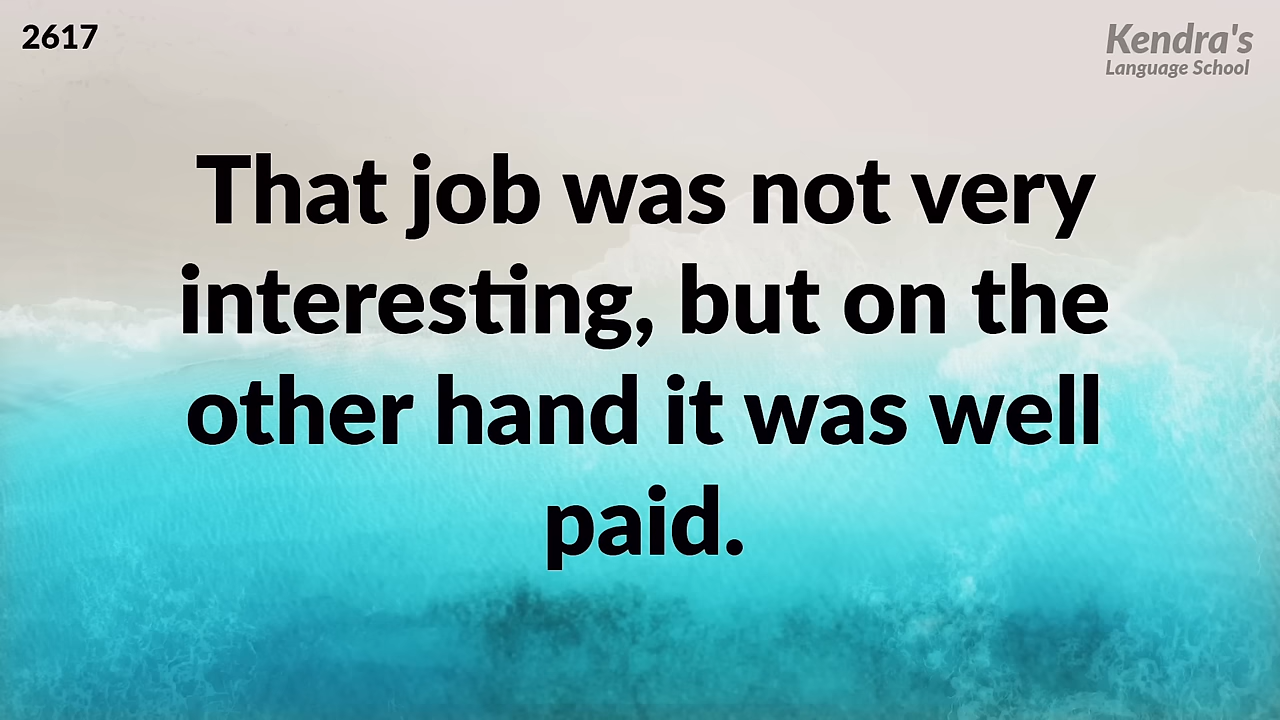 2617
Kendra's
Language School
That job was not very
interesting, but on the
other hand it was well
paid.